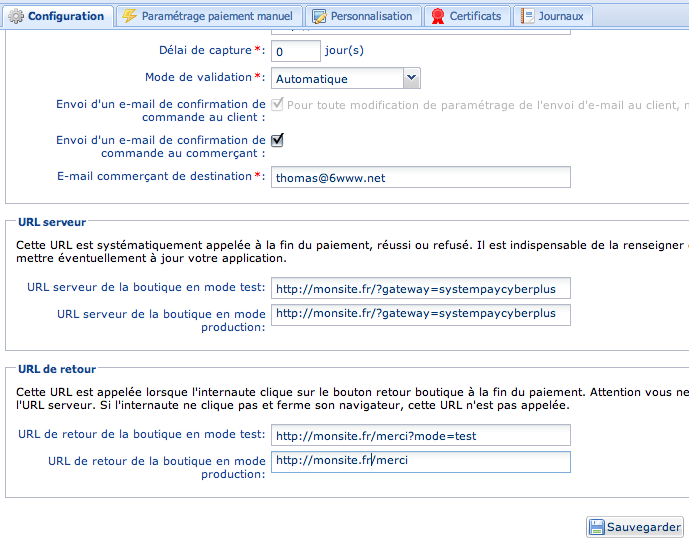 Configuration Paramétrage paiement manuel Personnalisation Certificats Journaux
Délai de capture*: 0 jour(s)
Mode de validation*: Automatique
Envoi d'un e-mail de confirmation de
commande au client :
Pour toute modification de paramétrage de l'envoi d'e-mail au client,
Envoi d'un e-mail de confirmation de
commande au commerçant :
E-mail commerçant de destination*: thomas@6www.net
URL serveur
Cette URL est systématiquement appelée à la fin du paiement, réussi ou refusé. Il est indispensable de la renseigner
mettre éventuellement à jour votre application.
URL serveur de la boutique en mode test: http://monsite.fr/?gateway=systempaycyberplus
URL serveur de la boutique en mode
production:
http://monsite.fr/?gateway=systempaycyberplus
URL de retour
Cette URL est appelée lorsque l'internaute clique sur le bouton retour boutique à la fin du paiement. Attention vous ne
l'URL serveur. Si l'internaute ne clique pas et ferme son navigateur, cette URL n'est pas appelée.
URL de retour de la boutique en mode test: http://monsite.fr/merci?mode=test
URL de retour de la boutique en mode
production:
http://monsite.fr/merci
Sauvegarder